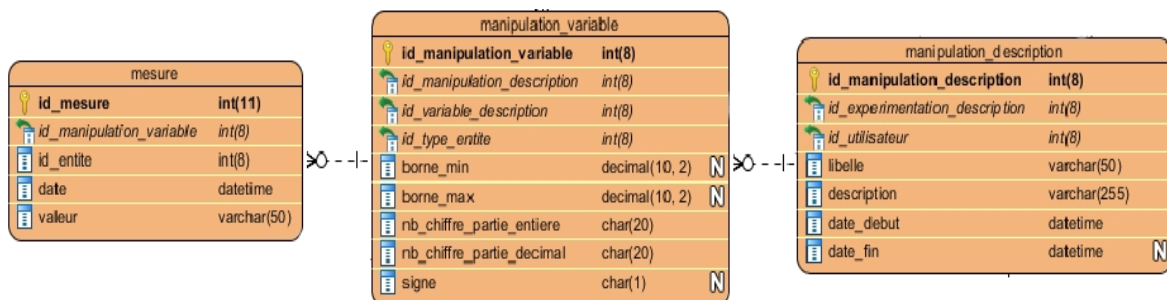 mesure
id_mesure int(11)
id_manipulation_variable int(8)
id_entite int(8)
date datetime
valeur varchar(50)
manipulation_variable
id_manipulation_variable int(8)
id_manipulation_description int(8)
id_variable_description int(8)
id_type_entite int(8)
borne_min decimal(10, 2) N
borne_max decimal(10, 2) N
nb_chiffre_partie_entiere char(20)
nb_chiffre_partie_decimal char(20)
signe char(1) N
manipulation_description
id_manipulation_description int(8)
id_experimentation_description int(8)
id_utilisateur int(8)
libelle varchar(50)
description varchar(255)
date_debut datetime
date_fin datetime N